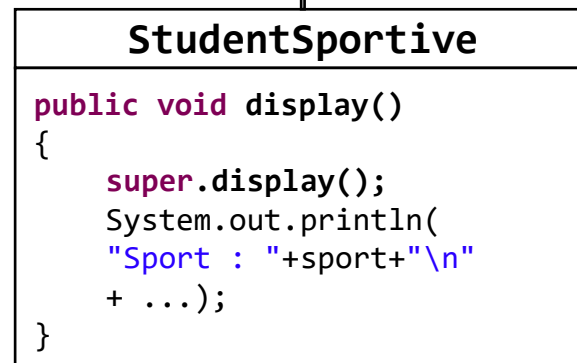 StudentSportive
public void display()
{
super.display();
System.out.println(
"Sport : "+sport+"\n"
+ ...);
}